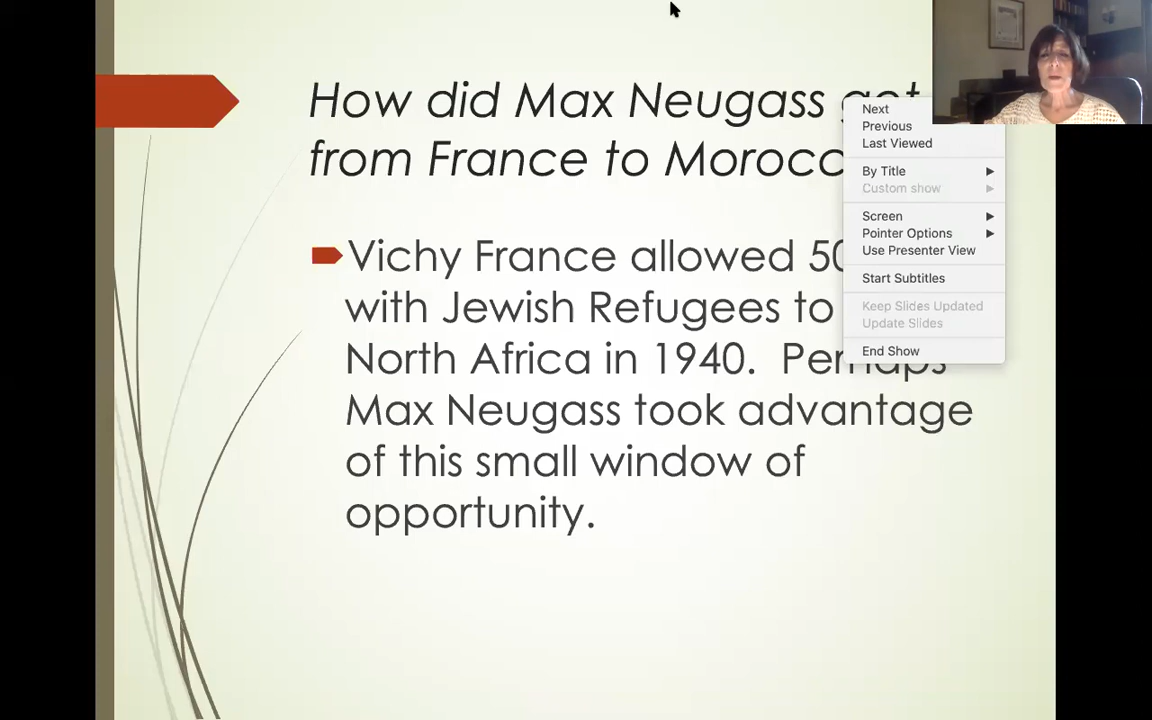 How did Max Neugass get
from France to Morocc
Vichy France allowed 50
with Jewish Refugees to
North Africa in 1940. Perhaps
Max Neugass took advantage
of this small window of
opportunity.
Next
Previous
Last Viewed
By Title
Custom show
Screen
Pointer Options
Use Presenter View
Start Subtitles
Keep Slides Updated
Update Slides
End Show